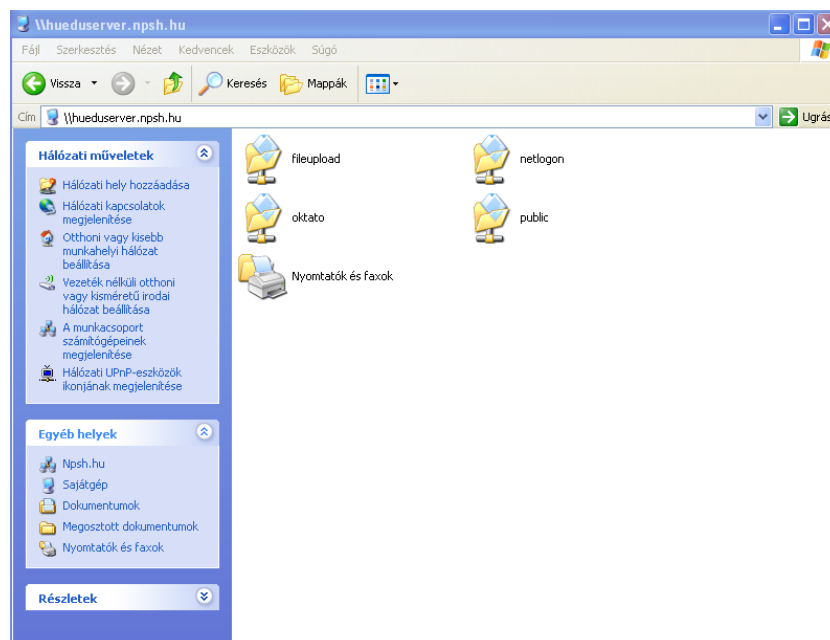 \\hueduserver.npsh.hu
Fájl Szerkesztés Nézet Kedvencek Eszközök Súgó
Vissza Keresés Mappák
Cím \\hueduserver.npsh.hu Ugrás
Hálózati műveletek
Hálózati hely hozzáadása
Hálózati kapcsolatok
megjelenítése
Otthoni vagy kisebb
munkahelyi hálózat
beállítása
Vezeték nélküli otthoni
vagy kisméretű irodai
hálózat beállítása
A munkacsoport
számítógépeinek
megjelenítése
Hálózati UPnP-eszközök
ikonjának megjelenítése
Egyéb helyek
Npsh.hu
Sajátgép
Dokumentumok
Megosztott dokumentumok
Nyomtatók és faxok
Részletek
fileupload netlogon
oktato public
Nyomtatók és faxok